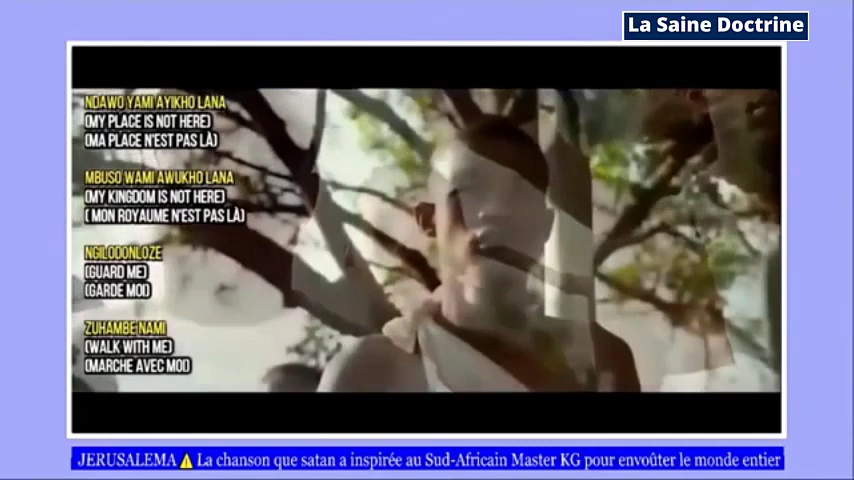 La Saine Doctrine
NDAWO YAMI AYIKHO LANA
(MY PLACE IS NOT HERE)
(MA PLACE N'EST PAS LÀ)
MBUSO WAMI AWUKHO LANA
(MY KINGDOM IS NOT HERE)
( MON ROYAUME N'EST PAS LÀ)
NGILODONLOZE
(GUARD ME)
(GARDE MOI)
ZUHAMBE NAMI
(WALK WITH ME)
(MARCHE AVEC MOI)
JERUSALEMA⚠️ La chanson que satan a inspirée au Sud-Africain Master KG pour envoûter le monde entier